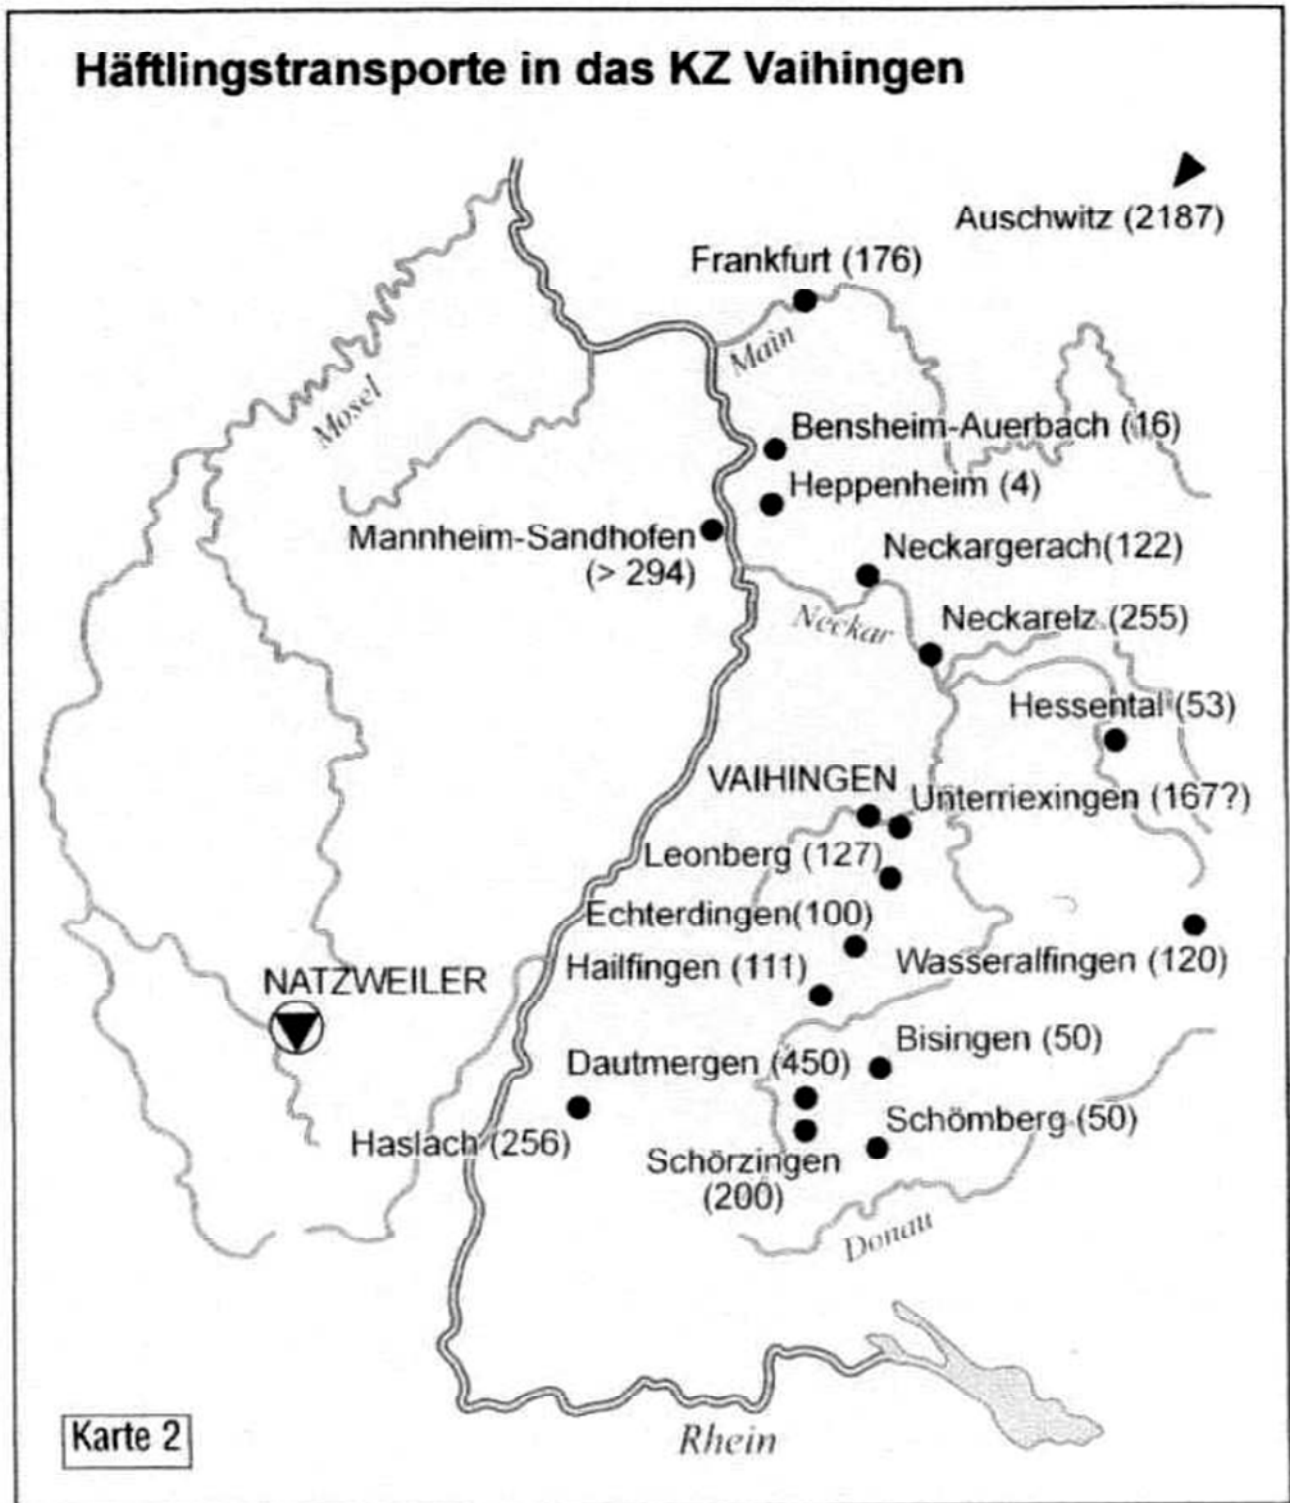 Häftlingstransporte in das KZ Vaihingen
Auschwitz (2187)
Frankfurt (176)
Main
Mosel
Bensheim-Auerbach (16)
Heppenheim (4)
Mannheim-Sandhofen
(> 294)
Neckargerach(122)
Neckar
Neckarelz (255)
Hessental (53)
VAIHINGEN
Unterriexingen (167?)
Leonberg (127)
Echterdingen(100)
Hailfingen (111)
Wasseralfingen (120)
NATZWEILER
Bisingen (50)
Dautmergen (450)
Schömberg (50)
Haslach (256)
Schörzingen
(200)
Donau
Rhein
Karte 2